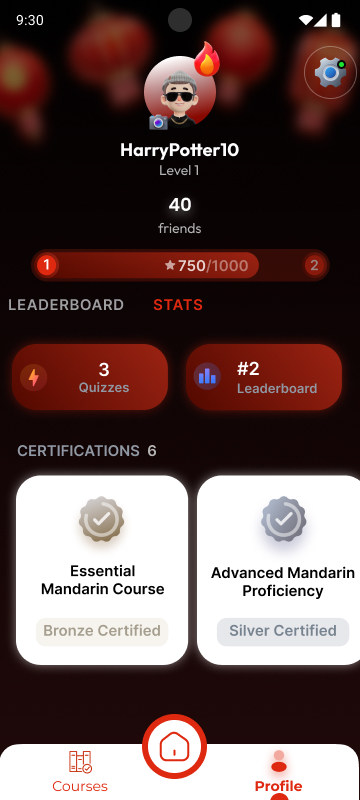 9:30
HarryPotter10
Level 1
40
friends
1
750/1000
2
LEADERBOARD STATS
3
Quizzes
#2
Leaderboard
CERTIFICATIONS 6
Essential
Mandarin Course
Bronze Certified
Advanced Mandarin
Proficiency
Silver Certified
Courses
Profile